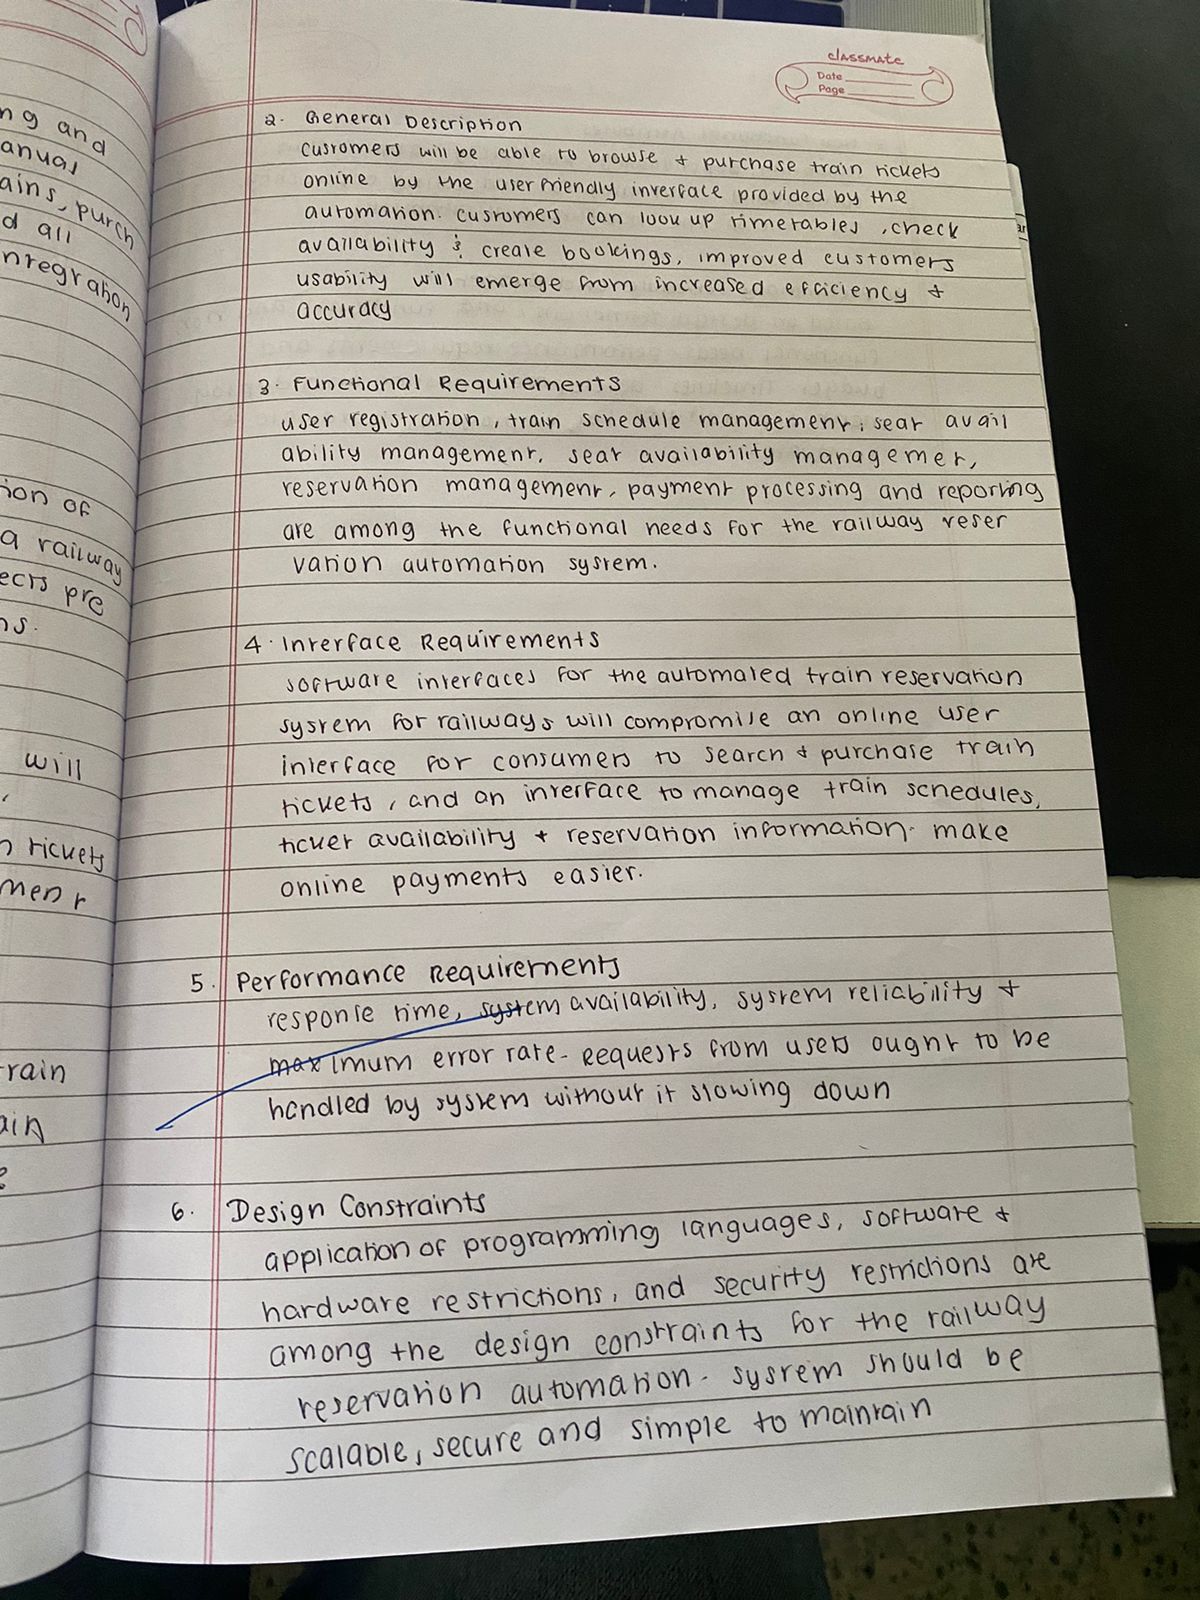 ng and
anual
ains, purch
d all
ntegration
ion of
a railway
ects pre
ns.
will
n tickets
ment
rain
ain
classmate
Date
Page
2. General Description
customers will be able to browse & purchase train tickets
online by the user friendly interface provided by the
automation. customers can look up timetables, check
availability & create bookings, improved customers
usability will emerge from increased efficiency &
accuracy
3. Functional Requirements
user registration, train schedule management, seat avail
ability management, seat availability managemet,
reservation management, payment processing and reporting
are among the functional needs for the railway reser
vation automation system.
4. Interface Requirements
software interfaces for the automated train reservation
system for railways will compromise an online user
interface for consumers to search & purchase train
tickets, and an interface to manage train schedules,
ticket availability & reservation information. make
online payments easier.
5. Performance Requirements
response time, system availability, system reliability &
maximum error rate. Requests from users ought to be
handled by system without it slowing down
6. Design Constraints
application of programming languages, software &
hardware restrictions, and security restrictions are
among the design constraints for the railway
reservation automation. system should be
scalable, secure and simple to maintain